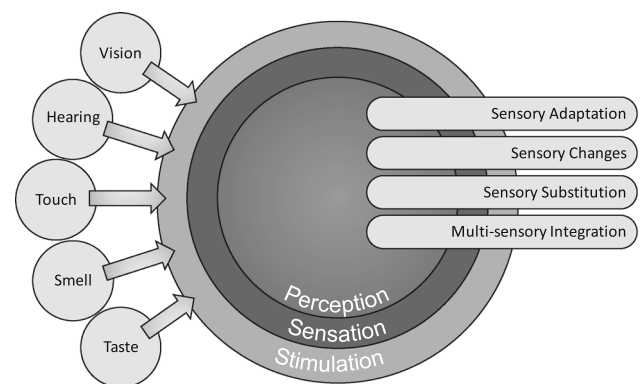 Vision
Hearing
Touch
Smell
Taste
Sensory Adaptation
Sensory Changes
Sensory Substitution
Multi-sensory Integration
Perception
Sensation
Stimulation